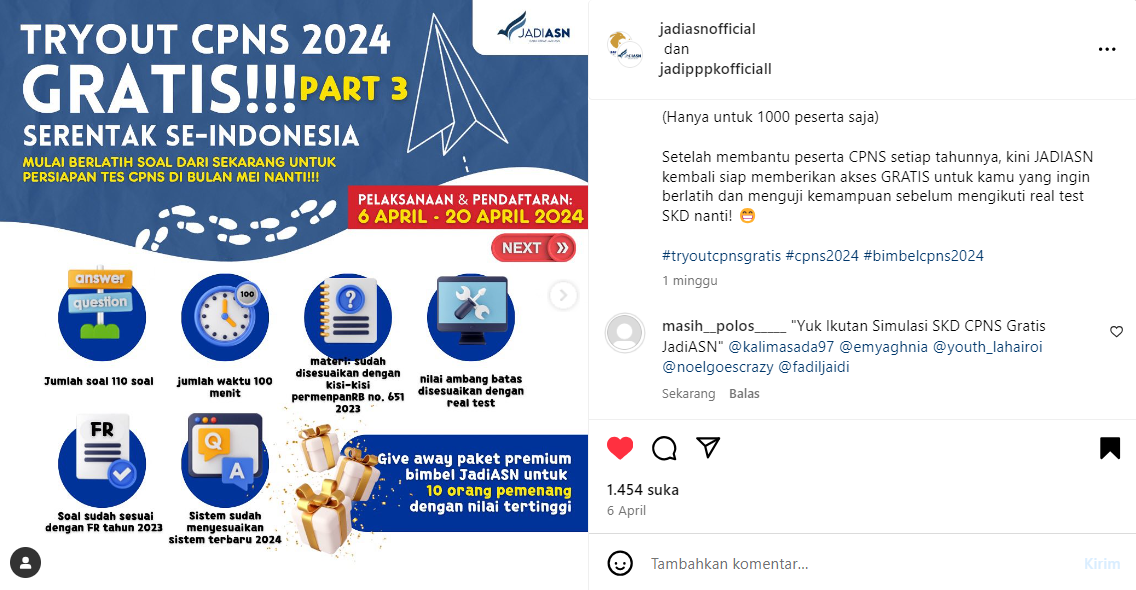 TRYOUT CPNS 2024
GRATIS!!! PART 3
SERENTAK SE-INDONESIA
MULAI BERLATIH SOAL DARI SEKARANG UNTUK
PERSIAPAN TES CPNS DI BULAN MEI NANTI!!!
JADIASN
PELAKSANAAN & PENDAFTARAN:
6 APRIL - 20 APRIL 2024
NEXT
answer
question
Jumlah soal 110 soal
100
jumlah waktu 100
menit
?
materi: sudah
disesuaikan dengan
kisi-kisi
permenpanRB no. 651
2023
nilai ambang batas
disesuaikan dengan
real test
FR
Soal sudah sesuai
dengan FR tahun 2023
Q
A
Sistem sudah
menyesuaikan
sistem terbaru 2024
Give away paket premium
bimbel JadiASN untuk
10 orang pemenang
dengan nilai tertinggi
jadiasnofficial
dan
jadipppkofficiall
(Hanya untuk 1000 peserta saja)
Setelah membantu peserta CPNS setiap tahunnya, kini JADIASN
kembali siap memberikan akses GRATIS untuk kamu yang ingin
berlatih dan menguji kemampuan sebelum mengikuti real test
SKD nanti! 😁
#tryoutcpnsgratis #cpns2024 #bimbelcpns2024
1 minggu
masih__polos_____ "Yuk Ikutan Simulasi SKD CPNS Gratis
JadiASN" @kalimasada97 @emyaghnia @youth_lahairoi
@noelgoescrazy @fadiljaidi
Sekarang Balas
1.454 suka
6 April
Tambahkan komentar...
Kirim